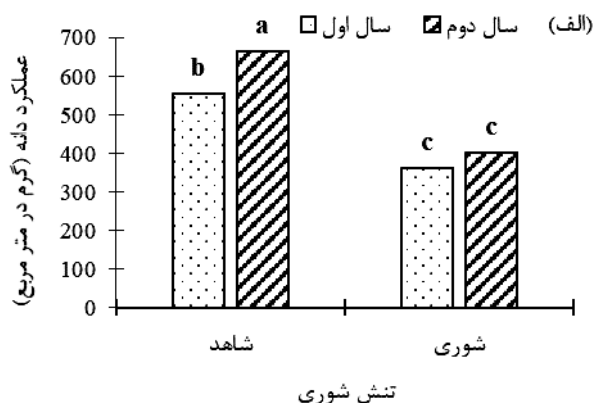 (الف) سال دوم سال اول
عملکرد دانه (گرم در متر مربع)
700
600
500
400
300
200
100
0
b
a
c
c
شاهد
شوری
تنش شوری